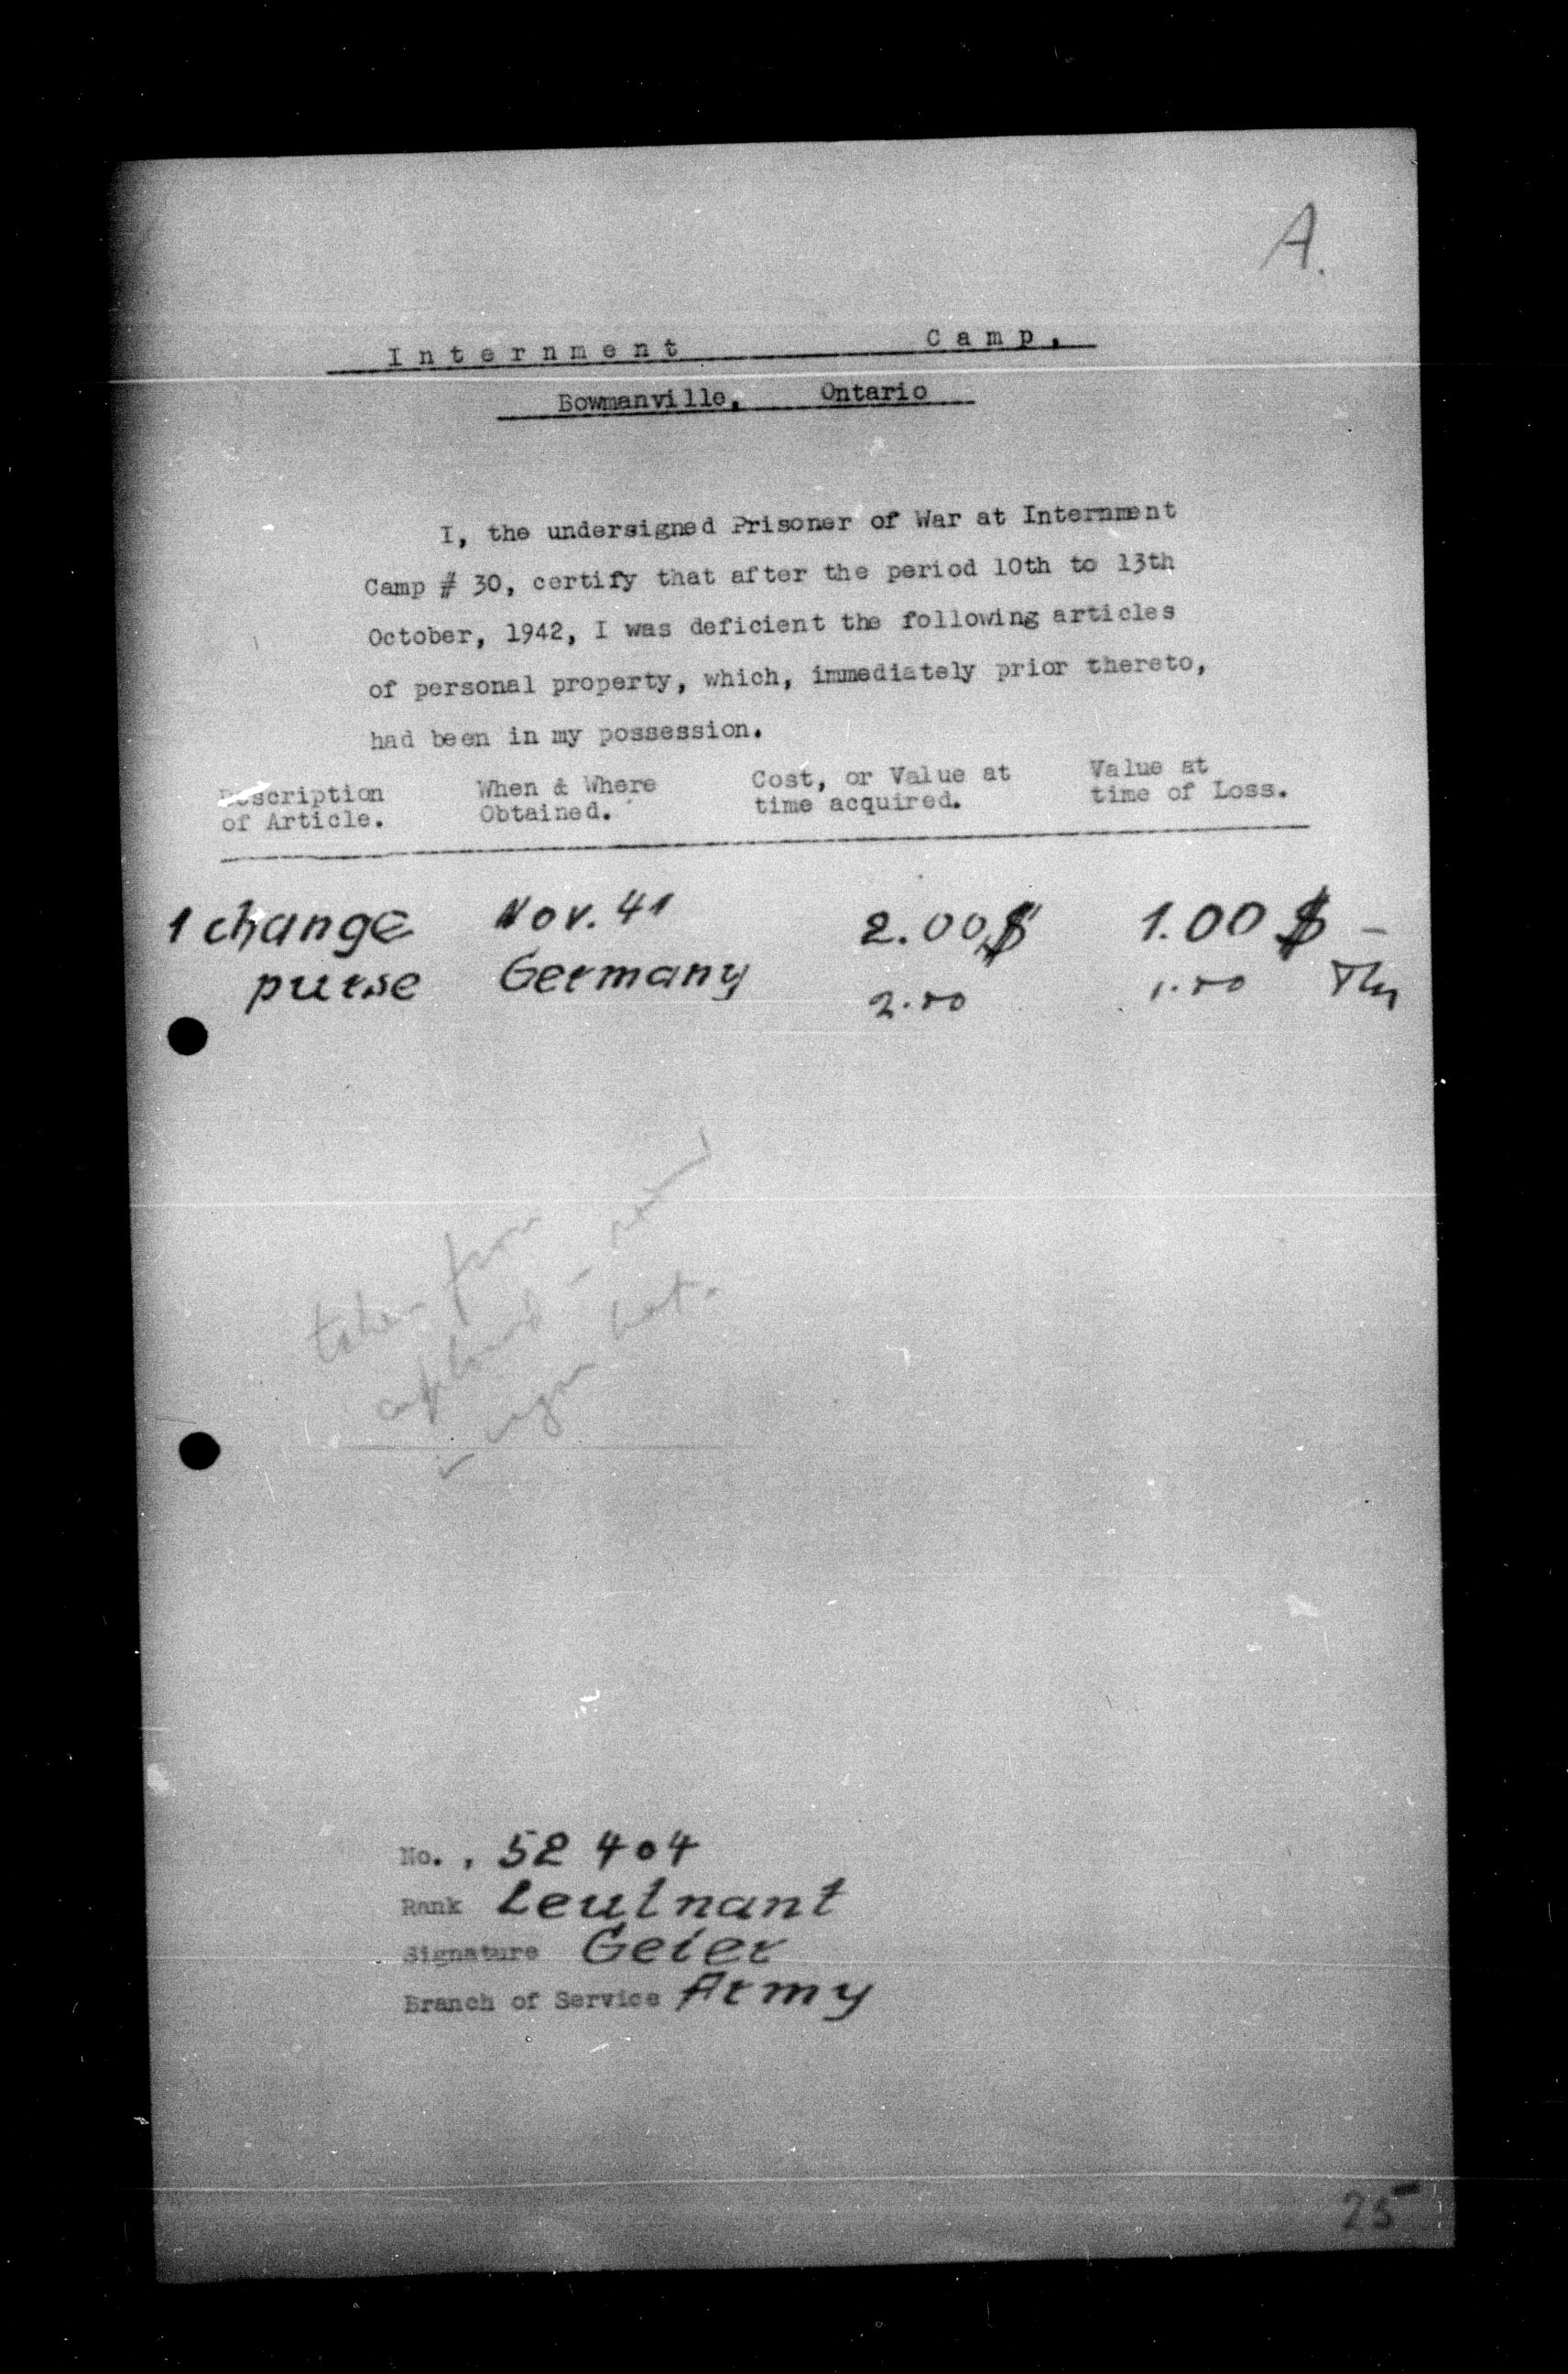 A.
Internment Camp.
Bowmanville, Ontario
I, the undersigned Prisoner of War at Internment
Camp # 30, certify that after the period 10th to 13th
October, 1942, I was deficient the following articles
of personal property, which, immediately prior thereto,
had been in my possession.
Description of Article. When & Where Obtained. Cost, or Value at time acquired. Value at time of Loss.
1 change Nov. 41 2.00 $ 1.00 $ –
purse Germany 2.00 1.00
taken from
No., 52 404
Rank Leutnant
Signature Geier
Branch of Service Army
25